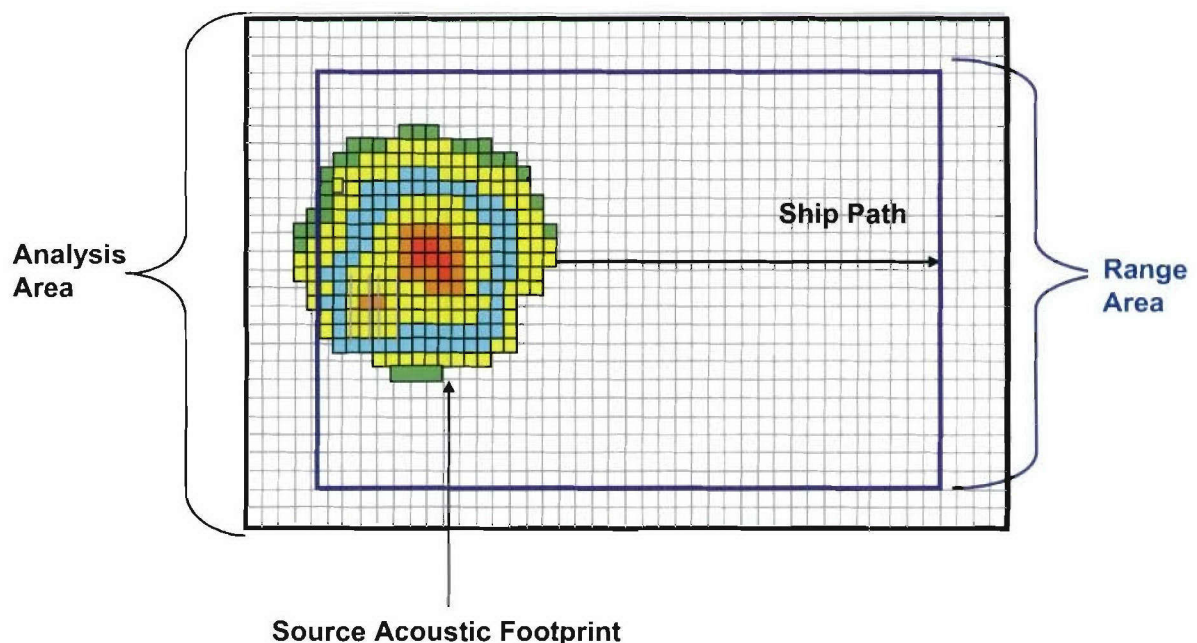 Ship Path
Analysis
Area
Range
Area
Source Acoustic Footprint